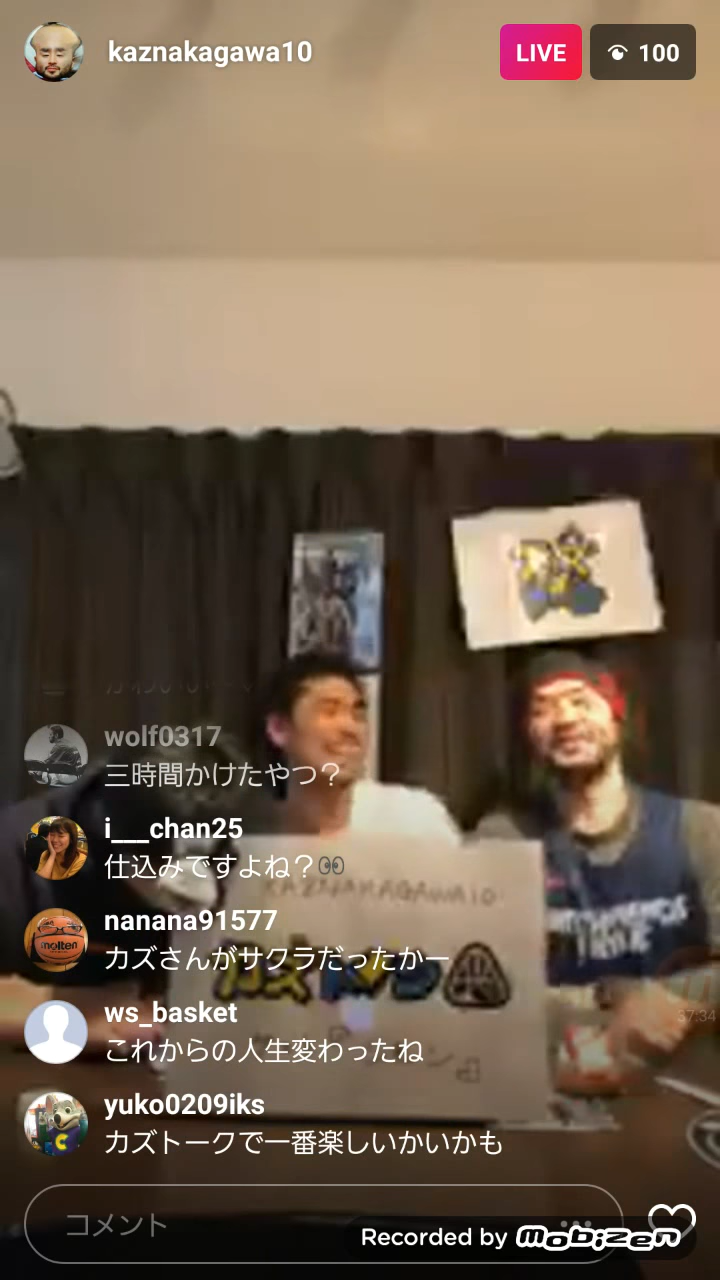 kaznakagawa10
LIVE
100
wolf0317
三時間かけたやつ？
i___chan25
仕込みですよね？👀
nanana91577
カズさんがサクラだったかー
ws_basket
これからの人生変わったね
yuko0209iks
カズトークで一番楽しいかいかも
KAZNAKAGAWA10
37:34
コメント
Recorded by mobizen